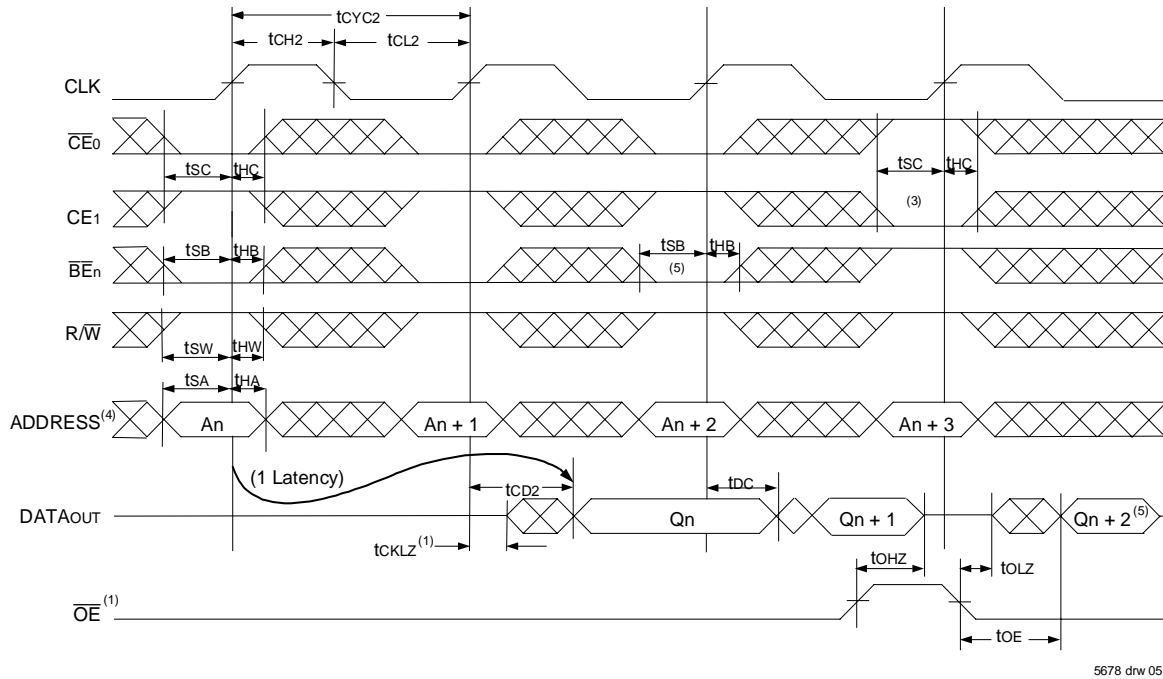 tCYC2
tCH2 tCL2
CLK
CE0
tSC tHC tSC tHC
CE1 (3)
tSB tHB tSB tHB
BEn (5)
R/W
tSW tHW
tSA tHA
ADDRESS(4) An An + 1 An + 2 An + 3
(1 Latency) tCD2 tDC
DATAOUT Qn Qn + 1 Qn + 2(5)
tCKLZ(1) tOHZ tOLZ
OE(1)
tOE
5678 drw 05